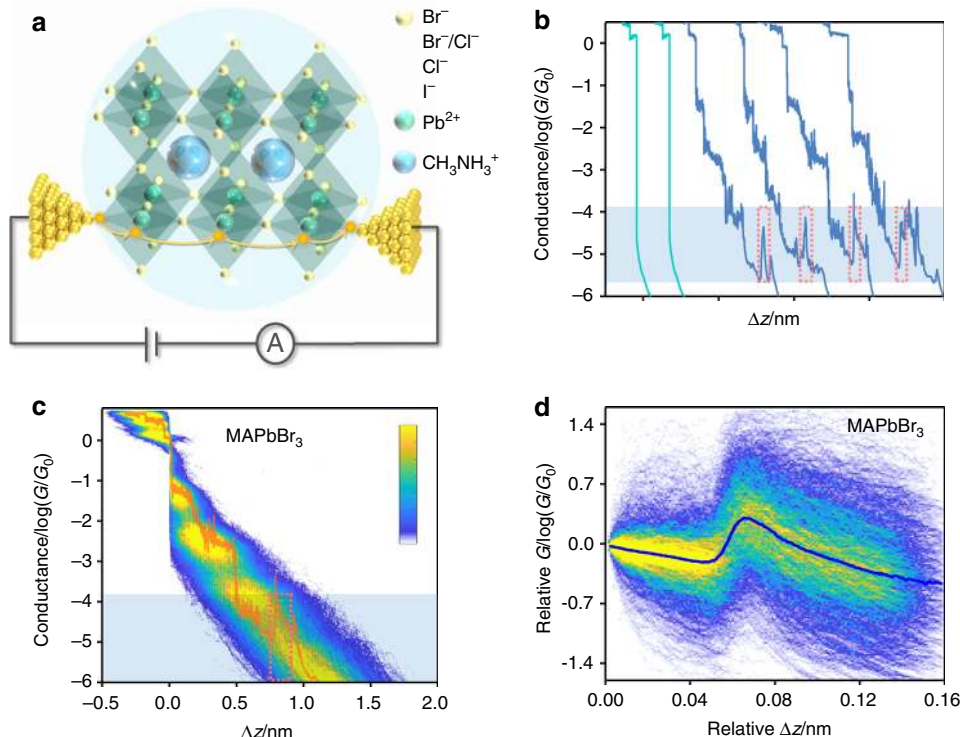 a
Br⁻
Br⁻/Cl⁻
Cl⁻
I⁻
Pb²⁺
CH₃NH₃⁺
A
b
Conductance/log(G/G₀)
0
−1
−2
−3
−4
−5
−6
Δz/nm
c
MAPbBr₃
Conductance/log(G/G₀)
0
−1
−2
−3
−4
−5
−6
−0.5 0.0 0.5 1.0 1.5 2.0
Δz/nm
d
MAPbBr₃
Relative G/log(G/G₀)
1.4
0.7
0.0
−0.7
−1.4
0.00 0.04 0.08 0.12 0.16
Relative Δz/nm